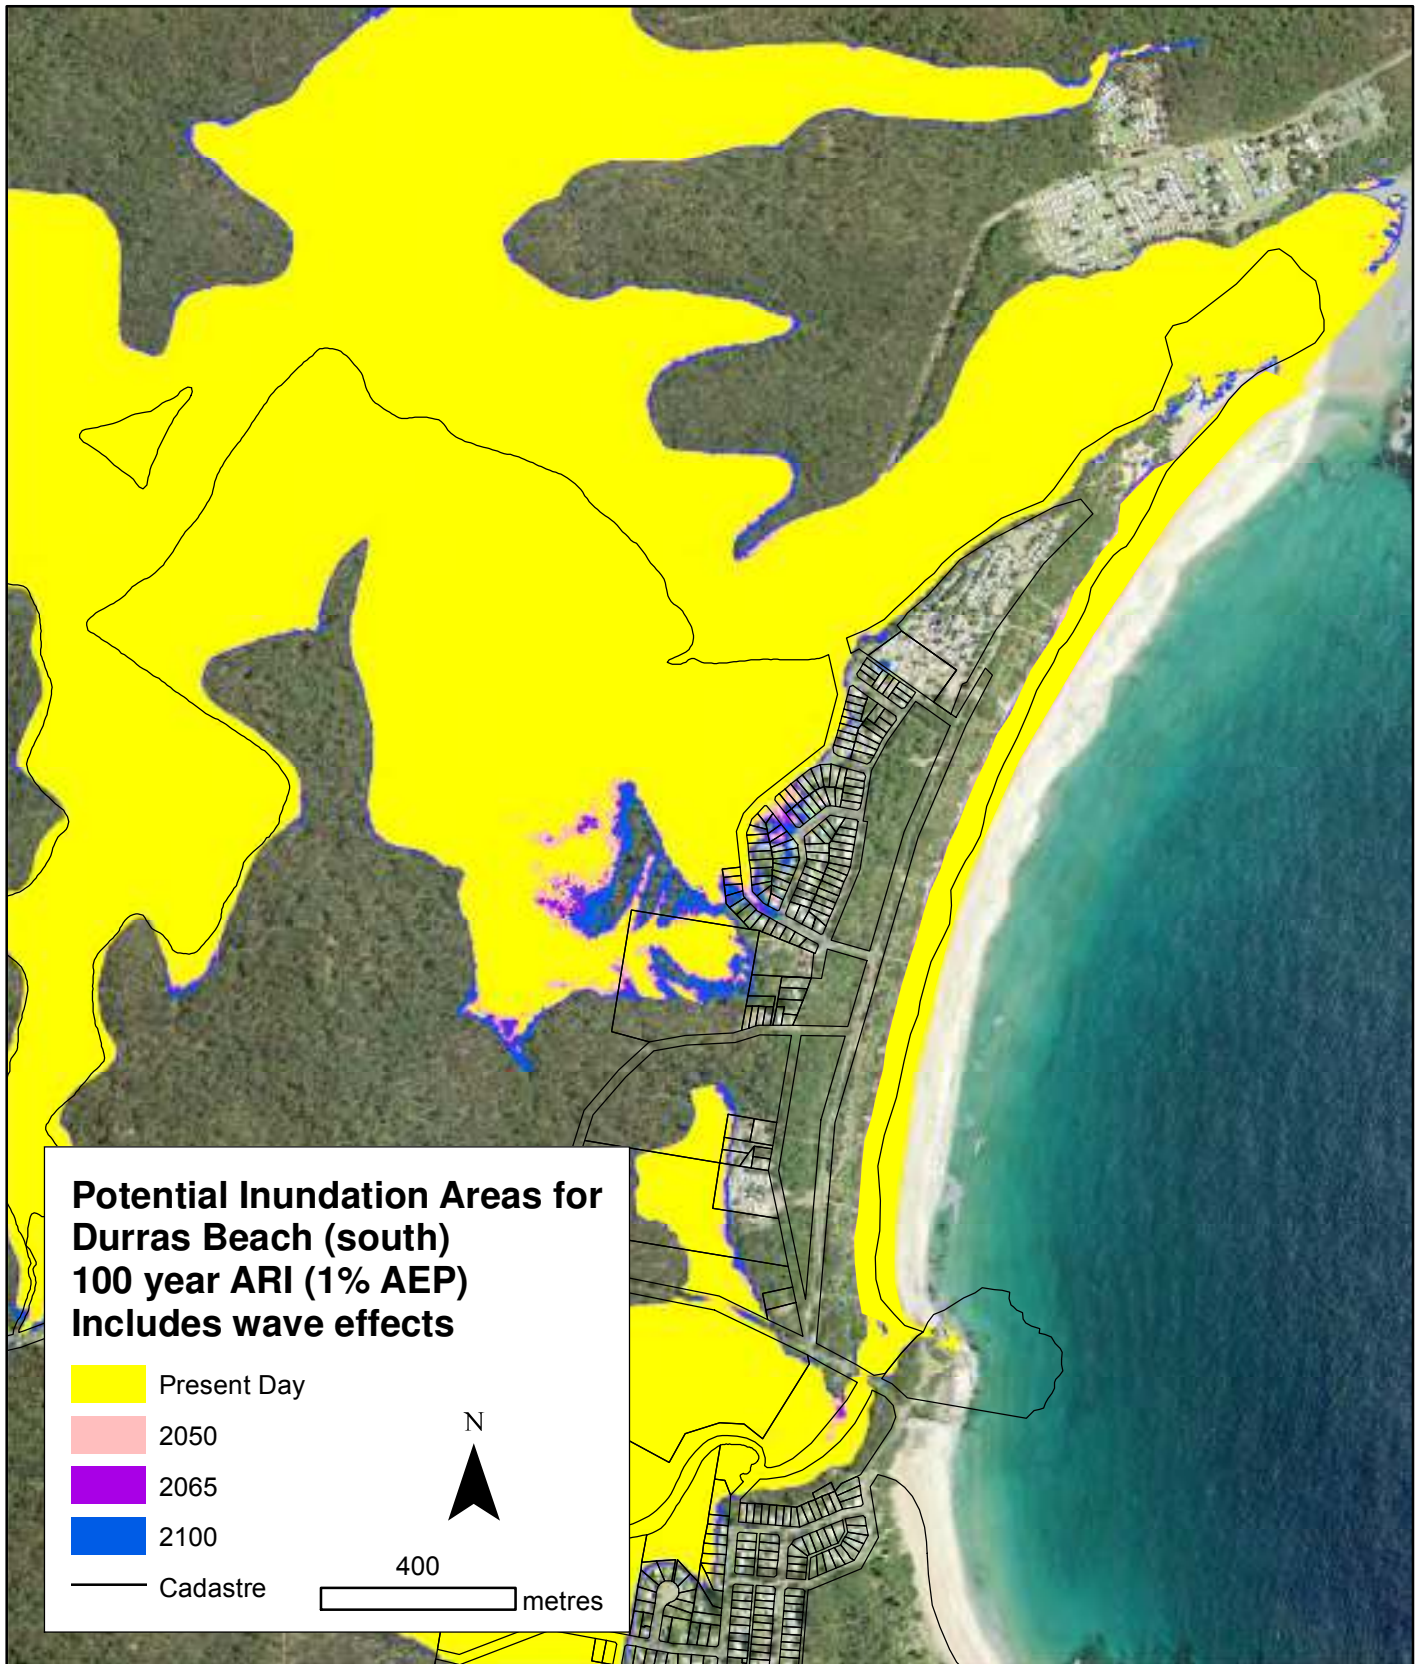 Potential Inundation Areas for
Durras Beach (south)
100 year ARI (1% AEP)
Includes wave effects
Present Day
2050
2065
2100
Cadastre
N
400
metres